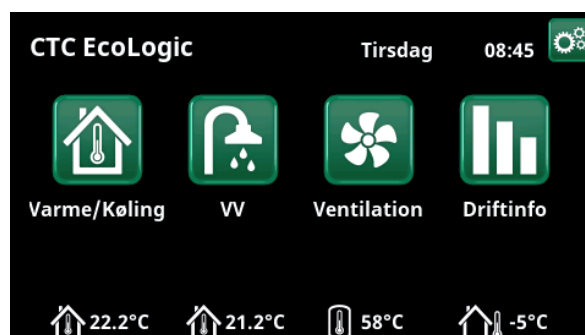 CTC EcoLogic Tirsdag 08:45
Varme/Køling VV Ventilation Driftinfo
22.2°C 21.2°C 58°C -5°C